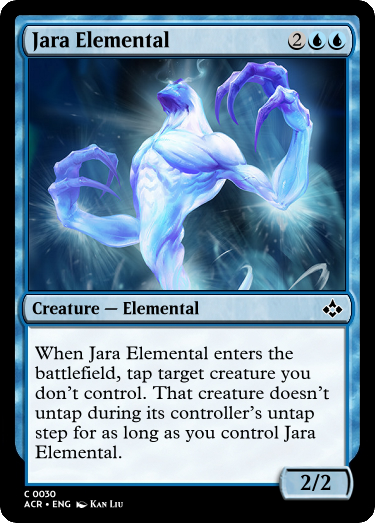 Jara Elemental 2
Creature — Elemental
When Jara Elemental enters the
battlefield, tap target creature you
don't control. That creature doesn't
untap during its controller's untap
step for as long as you control Jara
Elemental.
2/2
C 0030
ACR • ENG Kan Liu